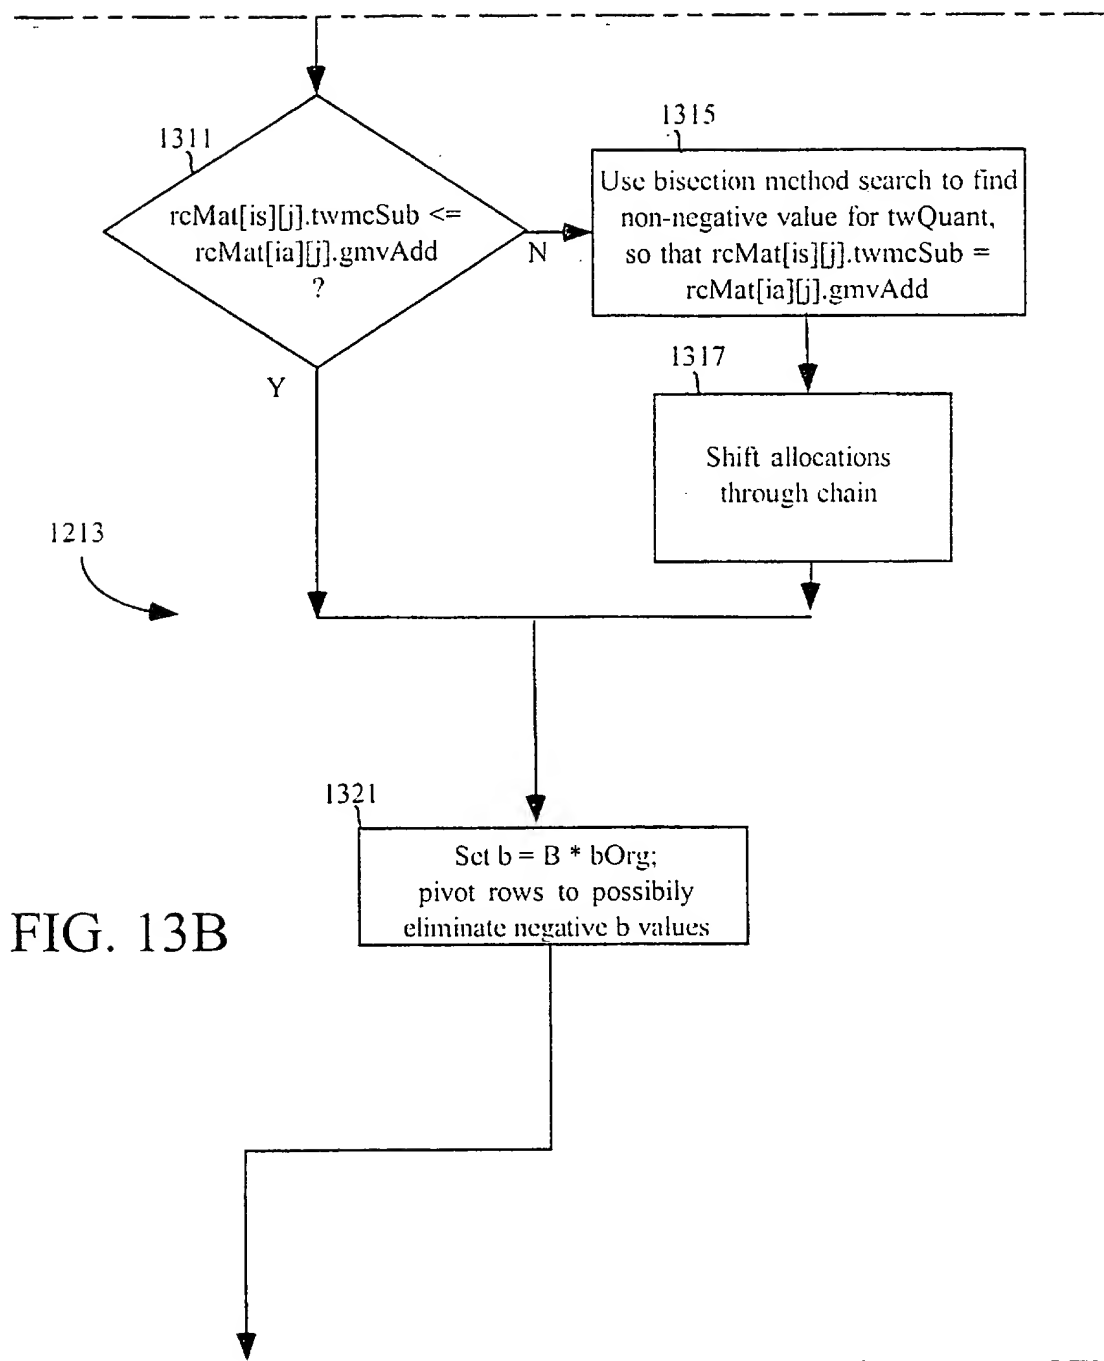 1311
rcMat[is][j].twmcSub <=
rcMat[ia][j].gmvAdd
?
N
Y
1315
Use bisection method search to find
non-negative value for twQuant,
so that rcMat[is][j].twmcSub =
rcMat[ia][j].gmvAdd
1317
Shift allocations
through chain
1213
1321
Set b = B * bOrg;
pivot rows to possibily
eliminate negative b values
FIG. 13B